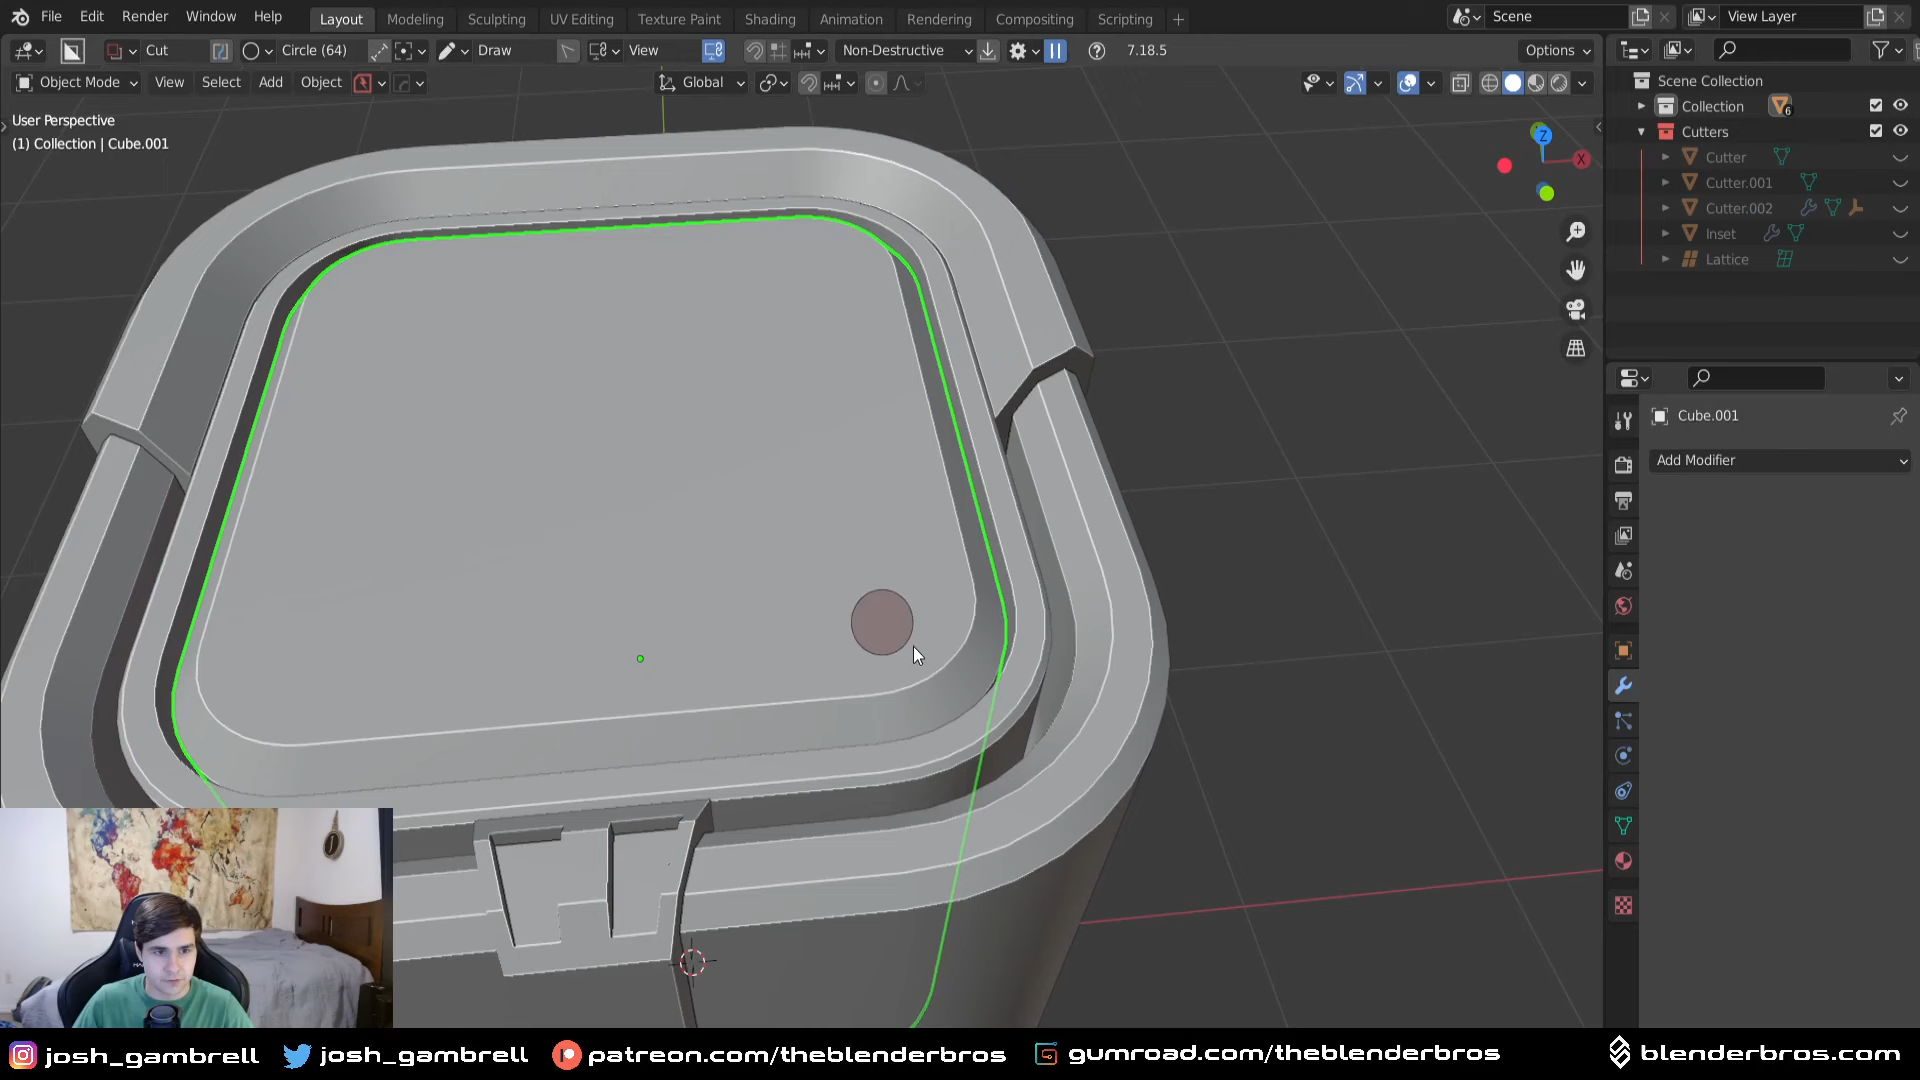 File Edit Render Window Help
Layout Modeling Sculpting UV Editing Texture Paint Shading Animation Rendering Compositing Scripting +
Scene
View Layer
Cut Circle (64) Draw View Non-Destructive 7.18.5 Options
Object Mode View Select Add Object Global
User Perspective
(1) Collection | Cube.001
Z
X
Scene Collection
Collection 6
Cutters
Cutter
Cutter.001
Cutter.002
Inset
Lattice
Cube.001
Add Modifier
josh_gambrell josh_gambrell patreon.com/theblenderbros gumroad.com/theblenderbros blenderbros.com